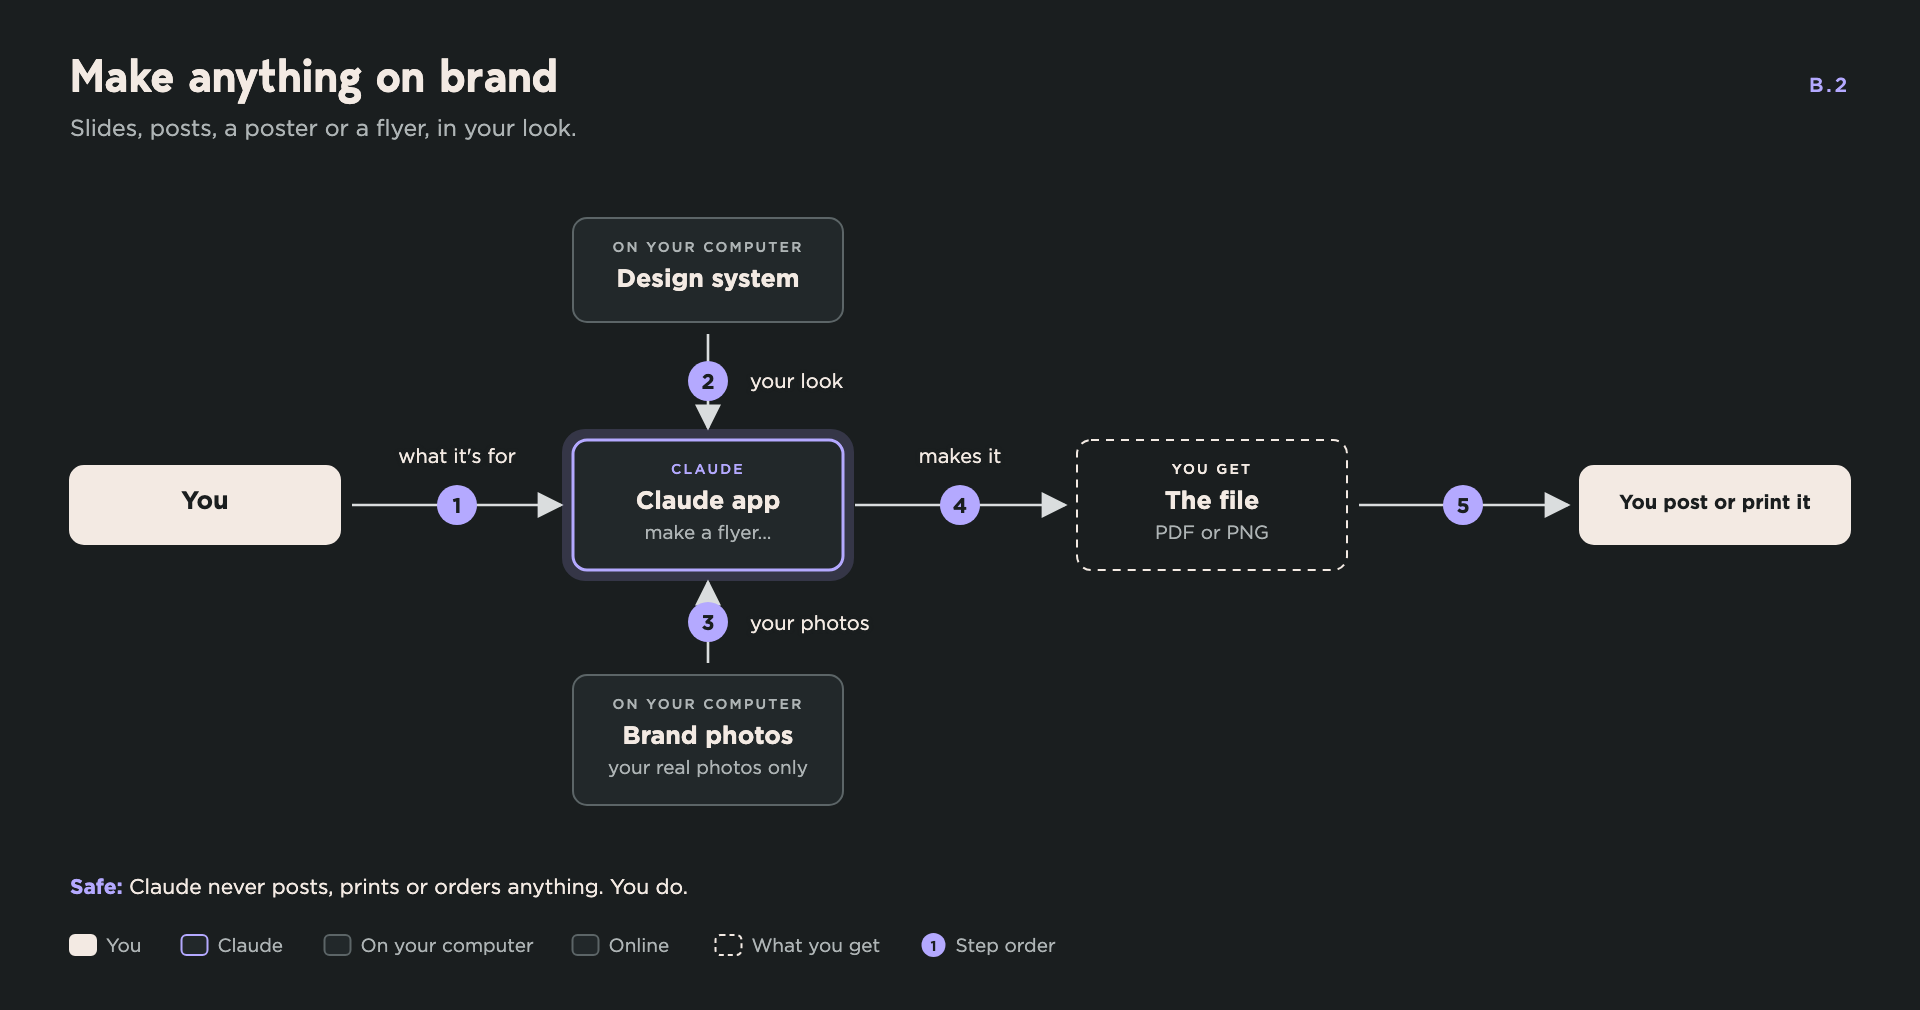 Make anything on brand
B.2
Slides, posts, a poster or a flyer, in your look.
ON YOUR COMPUTER
Design system
2
your look
what it's for
1
You
CLAUDE
Claude app
make a flyer...
makes it
4
YOU GET
The file
PDF or PNG
5
You post or print it
3
your photos
ON YOUR COMPUTER
Brand photos
your real photos only
Safe: Claude never posts, prints or orders anything. You do.
You
Claude
On your computer
Online
What you get
1
Step order